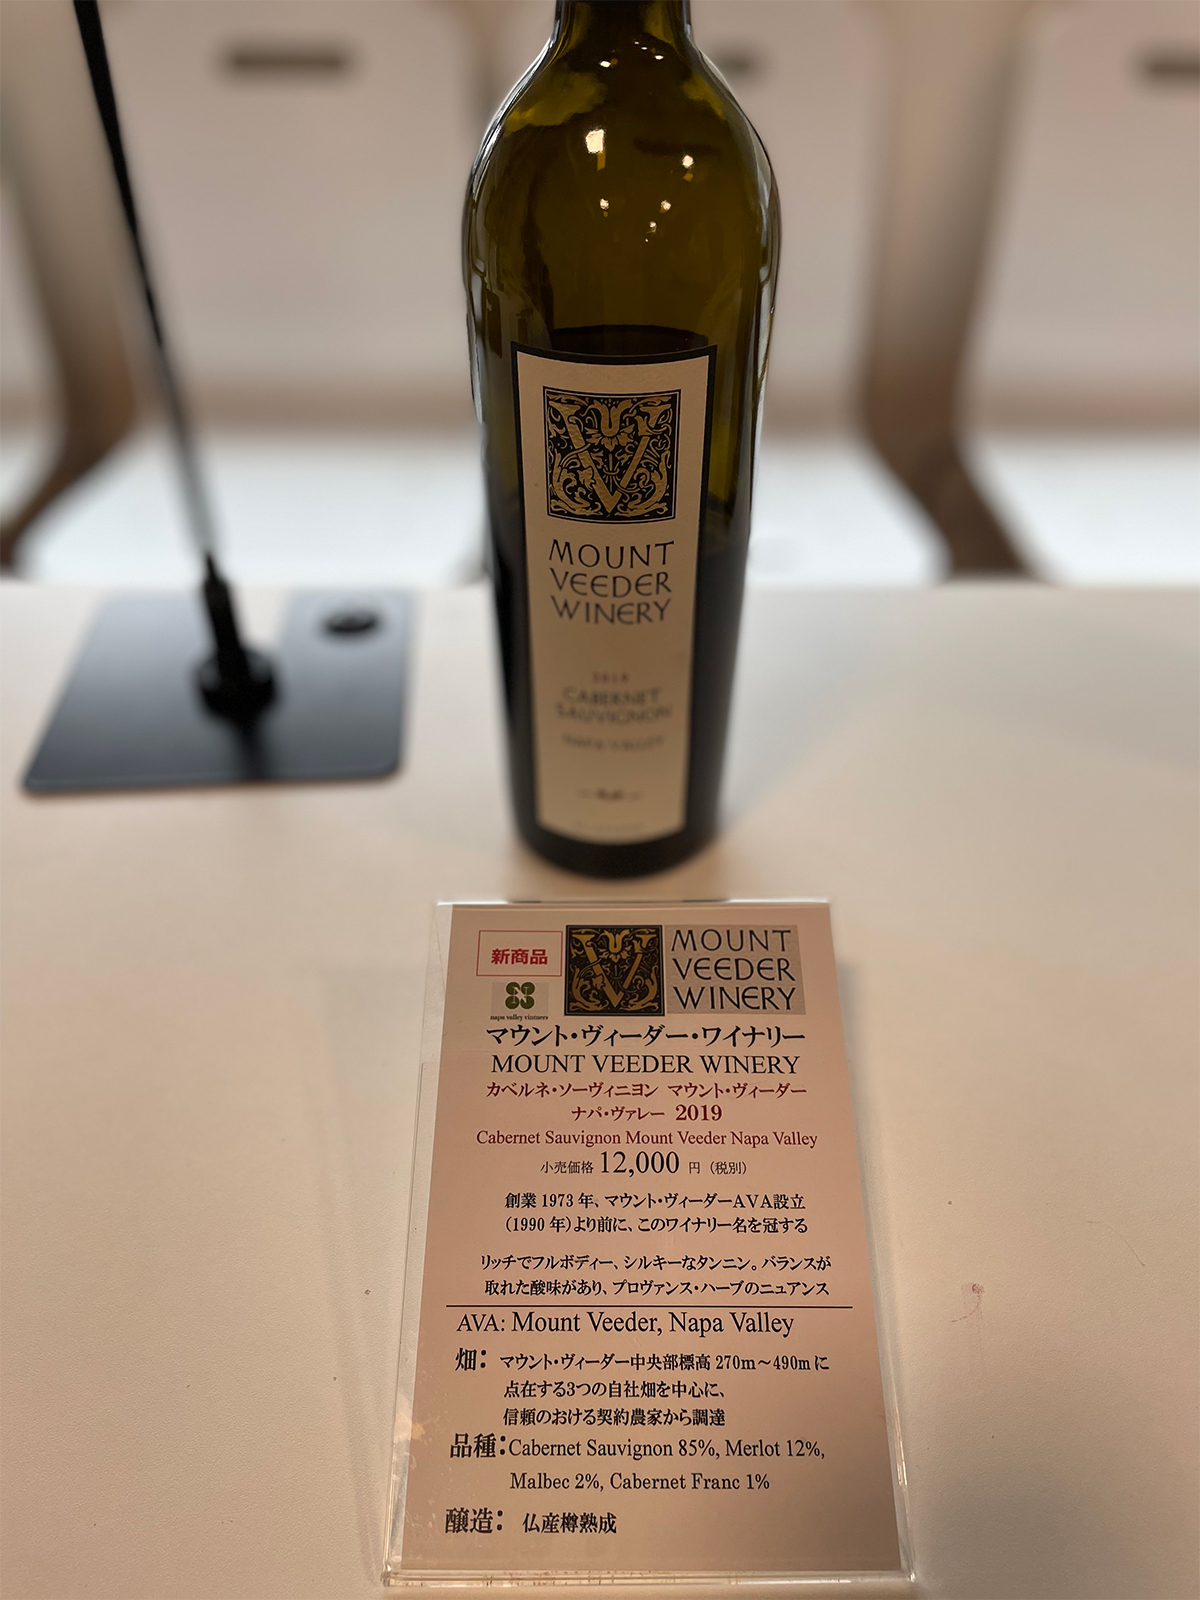 MOUNT
VEEDER
WINERY
CABERNET
SAUVIGNON
NAPA VALLEY
新商品
napa valley vintners
MOUNT
VEEDER
WINERY
マウント・ヴィーダー・ワイナリー
MOUNT VEEDER WINERY
カベルネ・ソーヴィニヨン マウント・ヴィーダー
ナパ・ヴァレー 2019
Cabernet Sauvignon Mount Veeder Napa Valley
小売価格 12,000 円（税別）
創業 1973 年、マウント・ヴィーダーAVA設立
（1990 年）より前に、このワイナリー名を冠する
リッチでフルボディー、シルキーなタンニン。バランスが
取れた酸味があり、プロヴァンス・ハーブのニュアンス
AVA: Mount Veeder, Napa Valley
畑： マウント・ヴィーダー中央部標高 270m～490m に
点在する3つの自社畑を中心に、
信頼のおける契約農家から調達
品種：Cabernet Sauvignon 85%, Merlot 12%,
Malbec 2%, Cabernet Franc 1%
醸造： 仏産樽熟成